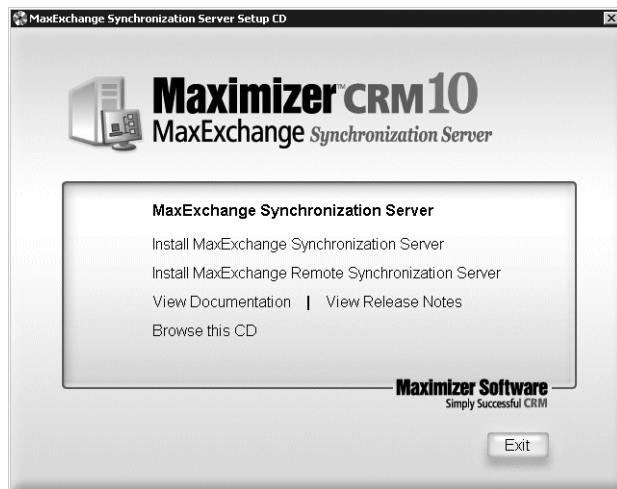 MaxExchange Synchronization Server Setup CD
Maximizer™ CRM 10
MaxExchange Synchronization Server
MaxExchange Synchronization Server
Install MaxExchange Synchronization Server
Install MaxExchange Remote Synchronization Server
View Documentation | View Release Notes
Browse this CD
Maximizer Software
Simply Successful CRM
Exit